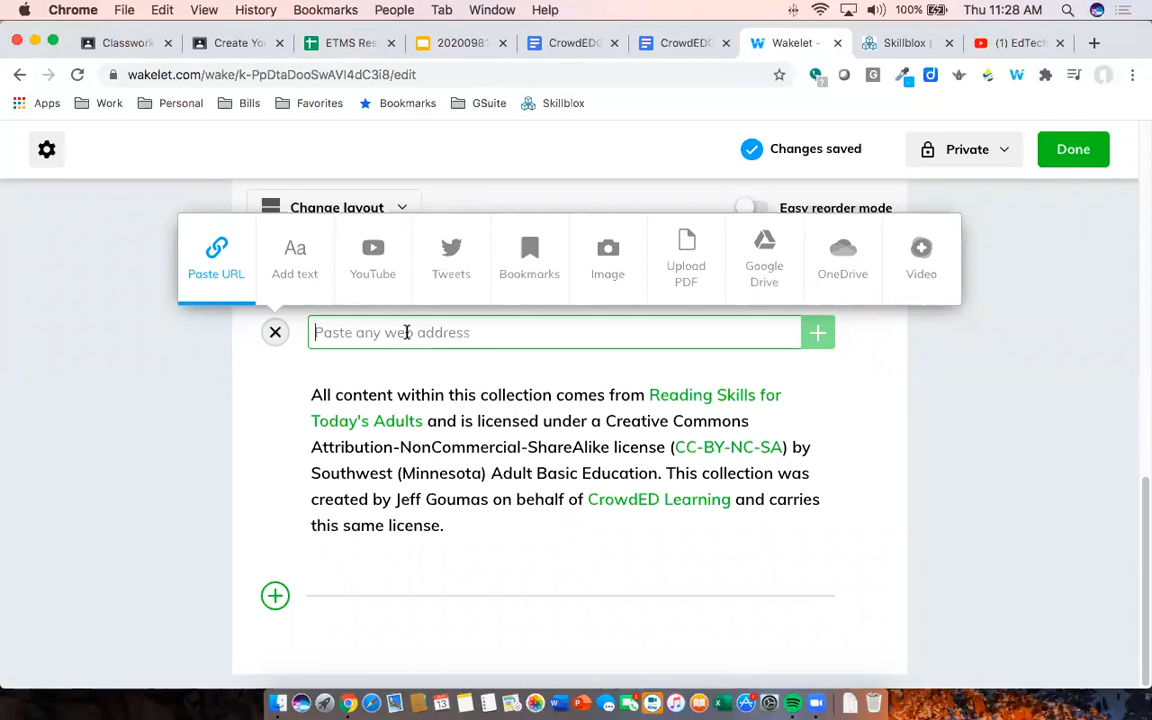 Chrome File Edit View History Bookmarks People Tab Window Help 100% Thu 11:28 AM
Classwork Create Yo ETMS Res 2020098 CrowdED CrowdED Wakelet - Skillblox (1) EdTech
wakelet.com/wake/k-PpDtaDooSwAVl4dC3i8/edit
Apps Work Personal Bills Favorites Bookmarks GSuite Skillblox
Changes saved Private Done
Change layout Easy reorder mode
Paste URL Add text YouTube Tweets Bookmarks Image Upload PDF Google Drive OneDrive Video
Paste any web address
All content within this collection comes from Reading Skills for
Today's Adults and is licensed under a Creative Commons
Attribution-NonCommercial-ShareAlike license (CC-BY-NC-SA) by
Southwest (Minnesota) Adult Basic Education. This collection was
created by Jeff Goumas on behalf of CrowdED Learning and carries
this same license.